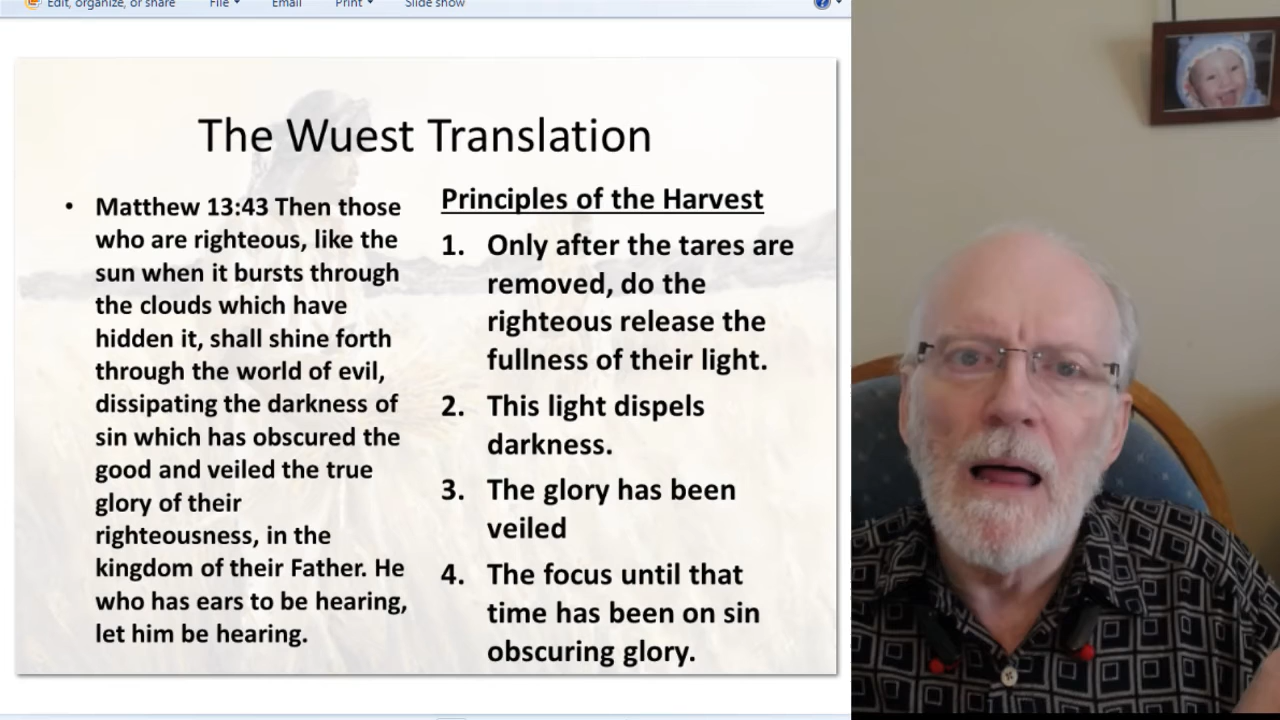 Edit, organize, or share File Email Print Slide show
The Wuest Translation
• Matthew 13:43 Then those
who are righteous, like the
sun when it bursts through
the clouds which have
hidden it, shall shine forth
through the world of evil,
dissipating the darkness of
sin which has obscured the
good and veiled the true
glory of their
righteousness, in the
kingdom of their Father. He
who has ears to be hearing,
let him be hearing.
Principles of the Harvest
1. Only after the tares are
removed, do the
righteous release the
fullness of their light.
2. This light dispels
darkness.
3. The glory has been
veiled
4. The focus until that
time has been on sin
obscuring glory.